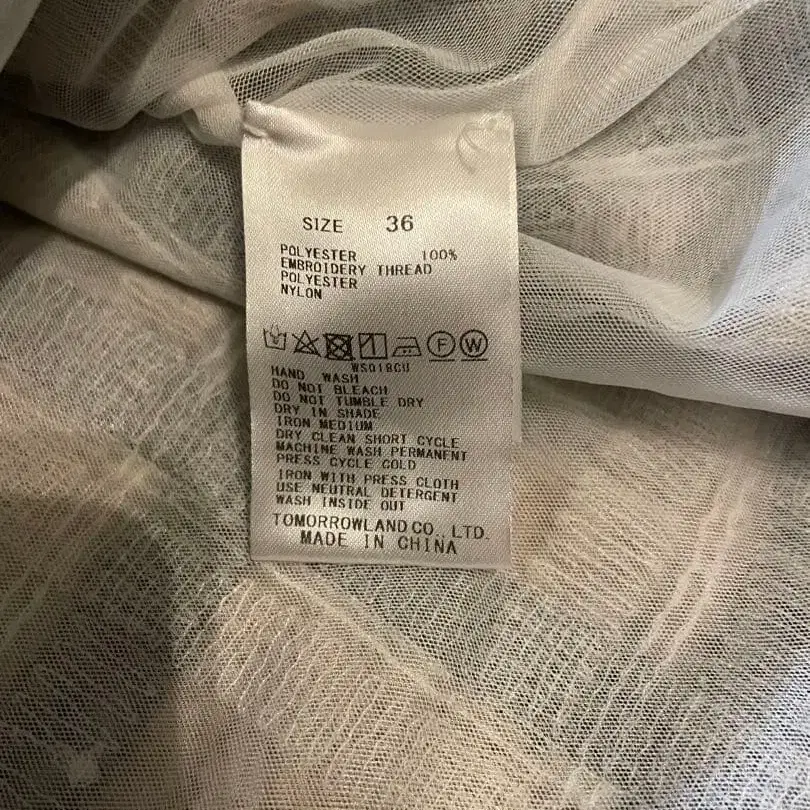 SIZE 36
POLYESTER 100%
EMBROIDERY THREAD
POLYESTER
NYLON
F W
WS018CU
HAND WASH
DO NOT BLEACH
DO NOT TUMBLE DRY
DRY IN SHADE
IRON MEDIUM
DRY CLEAN SHORT CYCLE
MACHINE WASH PERMANENT
PRESS CYCLE COLD
IRON WITH PRESS CLOTH
USE NEUTRAL DETERGENT
WASH INSIDE OUT
TOMORROWLAND CO., LTD.
MADE IN CHINA